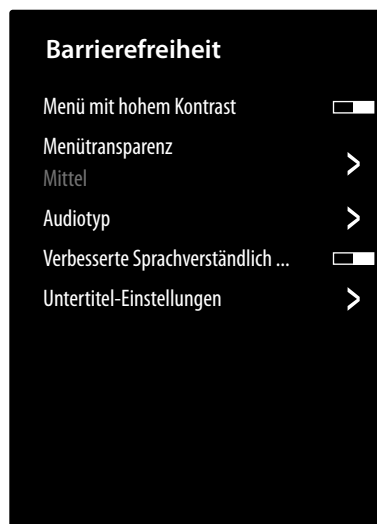 Barrierefreiheit
Menü mit hohem Kontrast
Menütransparenz
Mittel
Audiotyp
Verbesserte Sprachverständlich ...
Untertitel-Einstellungen